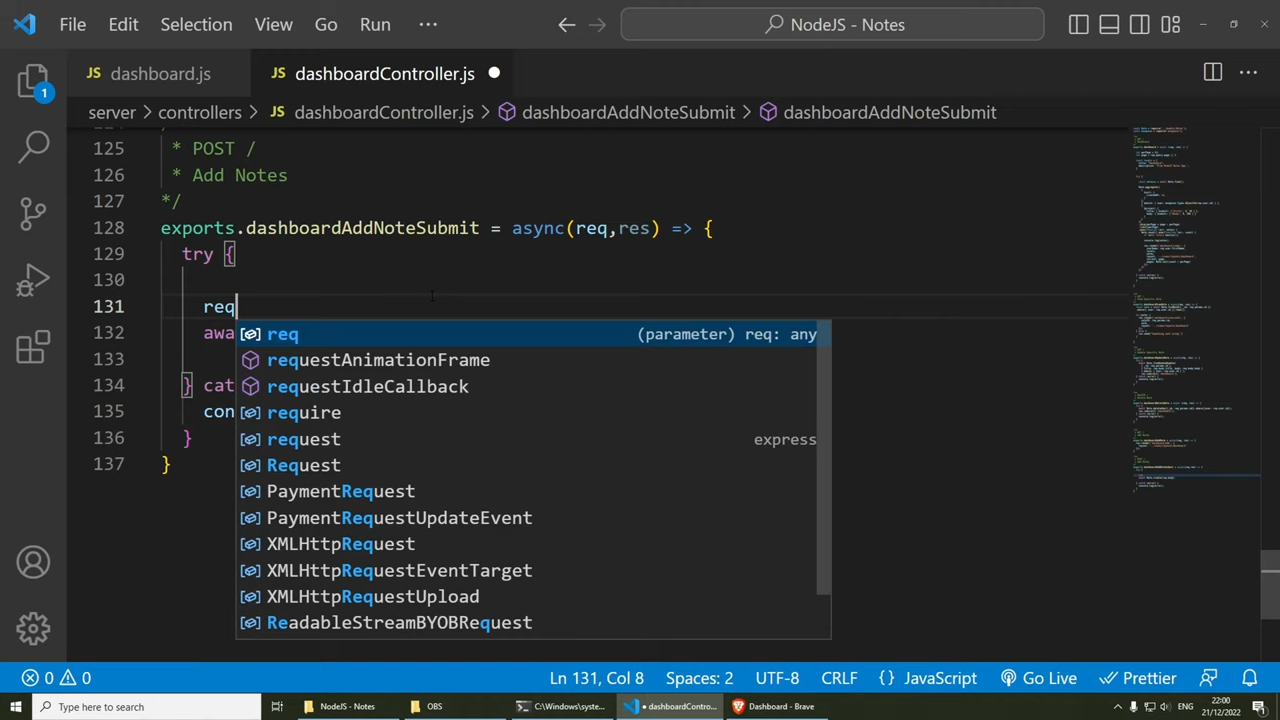 File Edit Selection View Go Run ··· NodeJS - Notes
JS dashboard.js JS dashboardController.js
server > controllers > JS dashboardController.js > dashboardAddNoteSubmit > dashboardAddNoteSubmit
125 * POST /
126 * Add Notes
127 */
128 exports.dashboardAddNoteSubmit = async(req,res) => {
129 try {
130
131 req
132 awa
133
134 } cat
135 con
136 }
137 }
req (parameter) req: any
requestAnimationFrame
requestIdleCallback
require
request express
Request
PaymentRequest
PaymentRequestUpdateEvent
XMLHttpRequest
XMLHttpRequestEventTarget
XMLHttpRequestUpload
ReadableStreamBYOBRequest
1
0 0 Ln 131, Col 8 Spaces: 2 UTF-8 CRLF {} JavaScript Go Live Prettier
Type here to search NodeJS - Notes OBS C:\Windows\syste... • dashboardContro... Dashboard - Brave 22:00
21/12/2022